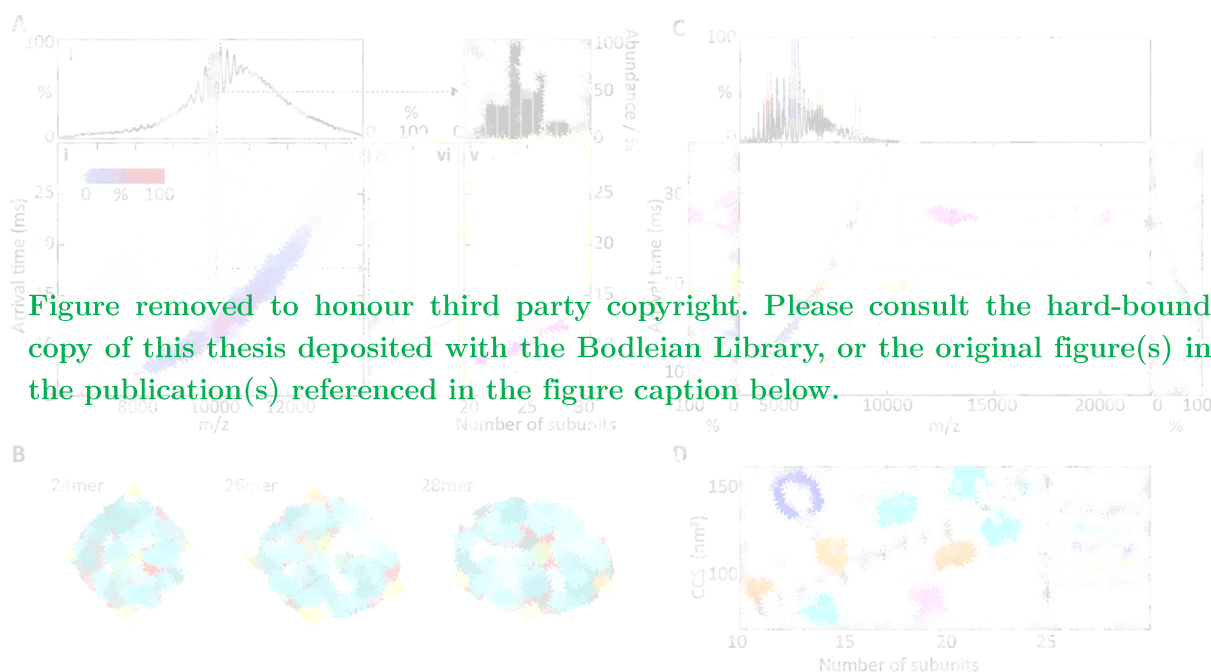 A
C
100
%
0
100
50
0
Abundance / %
%
0 100
0
100
%
0
i
vi
v
0 % 100
25
20
15
25
20
30
10
Arrival time (ms)
Figure removed to honour third party copyright. Please consult the hard-bound
copy of this thesis deposited with the Bodleian Library, or the original figure(s) in
the publication(s) referenced in the figure caption below.
8000 10000 12000
m/z
20 25 30
Number of subunits
100 0
%
5000 10000 15000 20000
m/z
0 100
%
B
24mer 26mer 28mer
D
150
100
CCS (nm²)
10 15 20 25
Number of subunits